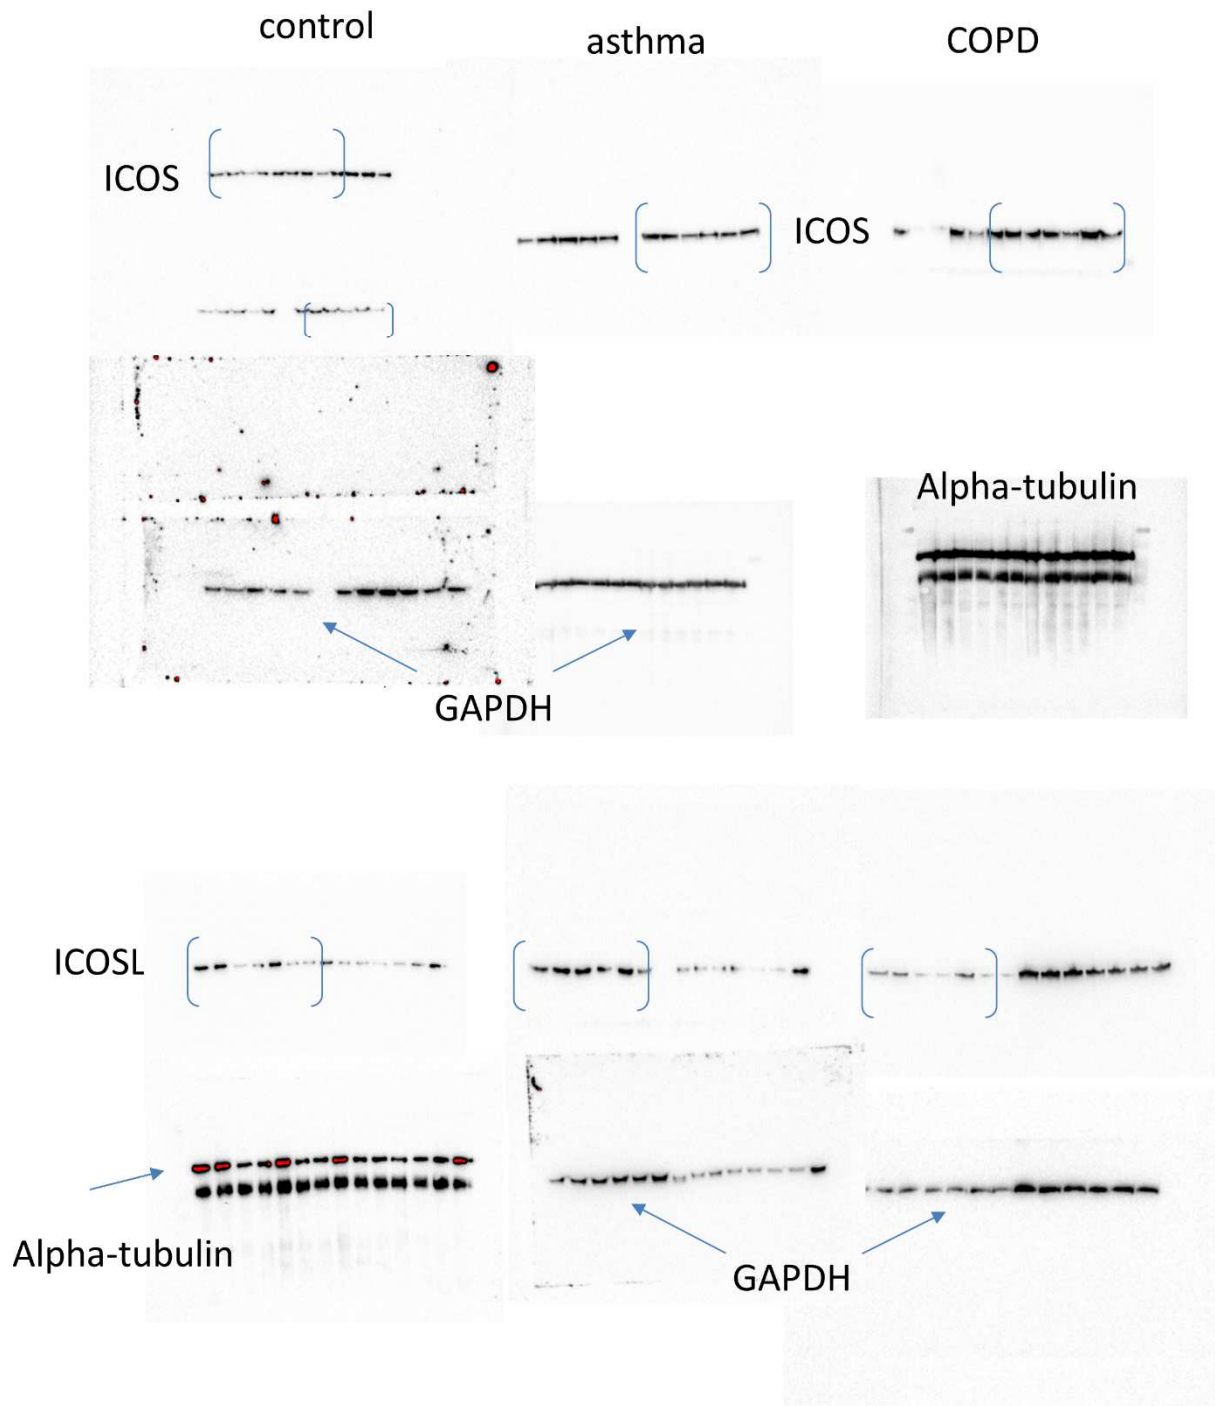 control
asthma
COPD
ICOS
ICOS
Alpha-tubulin
GAPDH
ICOSL
Alpha-tubulin
GAPDH